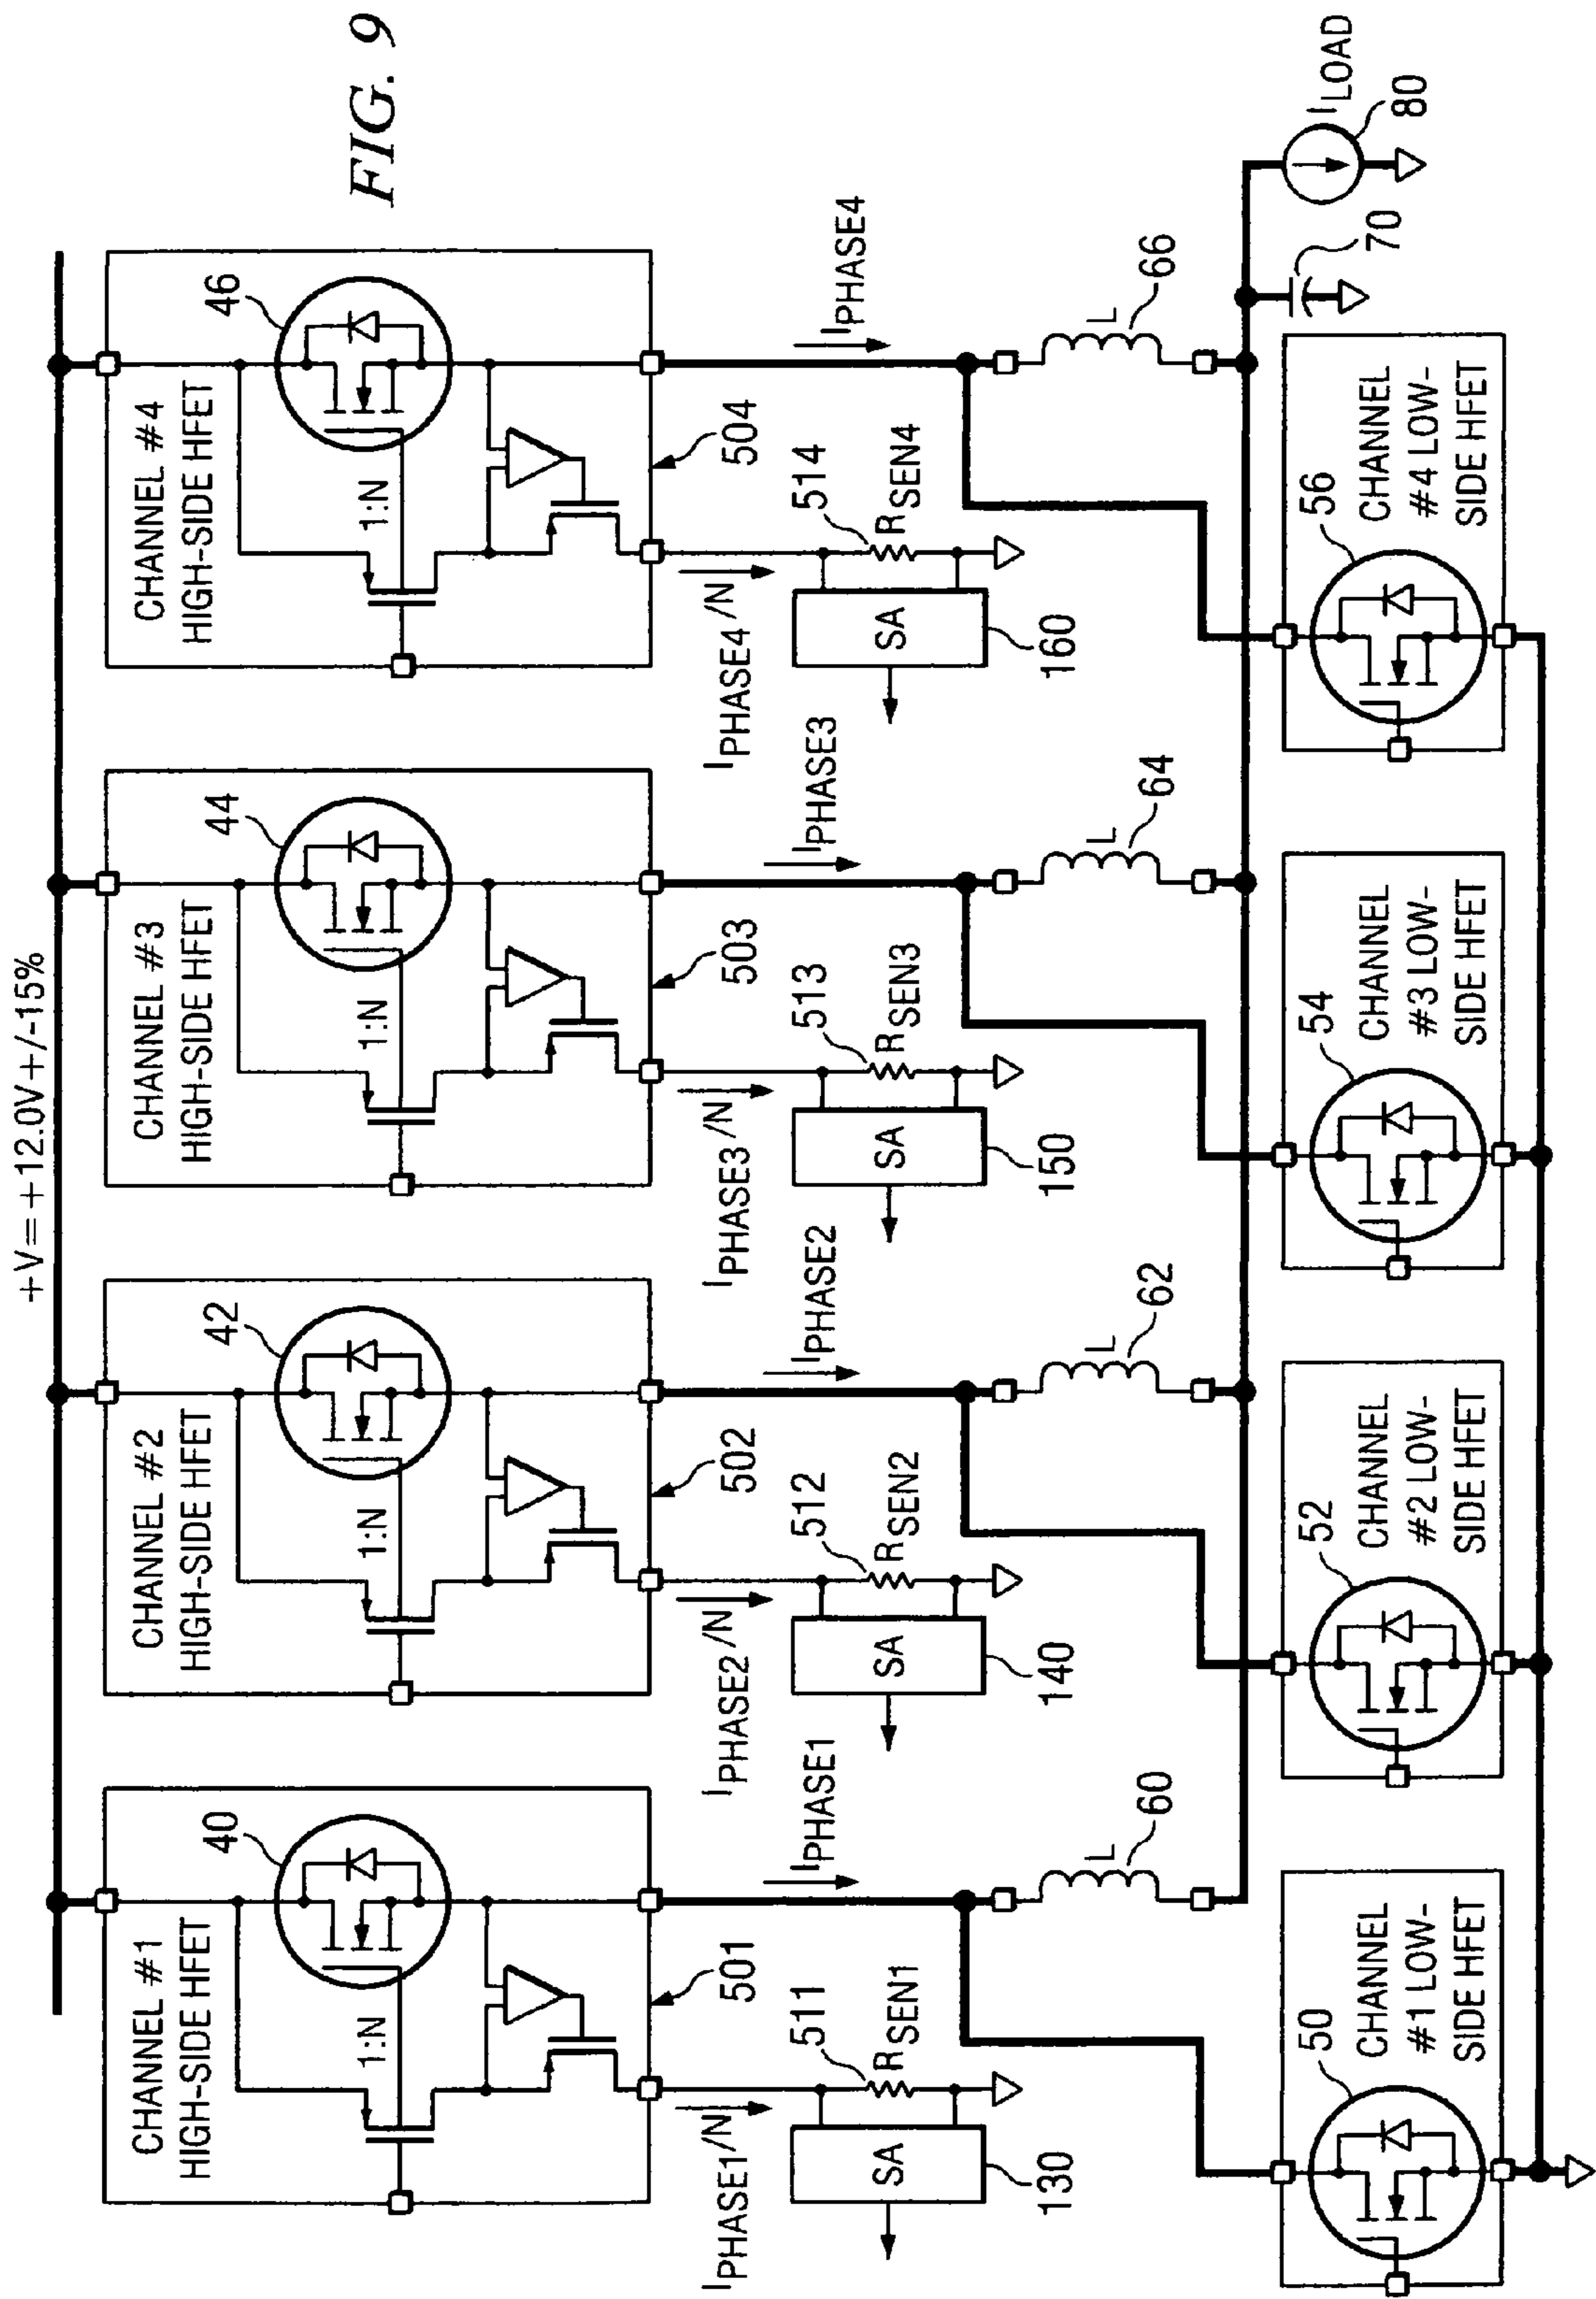 FIG. 9
+V=+12.0V+/-15%
CHANNEL #1
HIGH-SIDE HFET
40
1:N
501
IPHASE1/N
IPHASE1
511
RSEN1
SA
130
L
60
50
CHANNEL
#1 LOW-
SIDE HFET
CHANNEL #2
HIGH-SIDE HFET
42
1:N
502
IPHASE2/N
IPHASE2
512
RSEN2
SA
140
L
62
52
CHANNEL
#2 LOW-
SIDE HFET
CHANNEL #3
HIGH-SIDE HFET
44
1:N
503
IPHASE3/N
IPHASE3
513
RSEN3
SA
150
L
64
54
CHANNEL
#3 LOW-
SIDE HFET
CHANNEL #4
HIGH-SIDE HFET
46
1:N
504
IPHASE4/N
IPHASE4
514
RSEN4
SA
160
L
66
56
CHANNEL
#4 LOW-
SIDE HFET
70
ILOAD
80